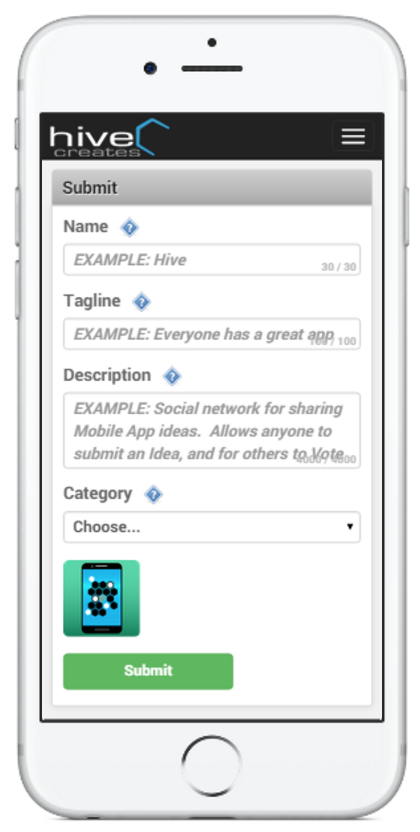 hive
creates
Submit
Name
EXAMPLE: Hive
30 / 30
Tagline
EXAMPLE: Everyone has a great app
100 / 100
Description
EXAMPLE: Social network for sharing
Mobile App ideas. Allows anyone to
submit an Idea, and for others to Vote
4000 / 4000
Category
Choose...
Submit